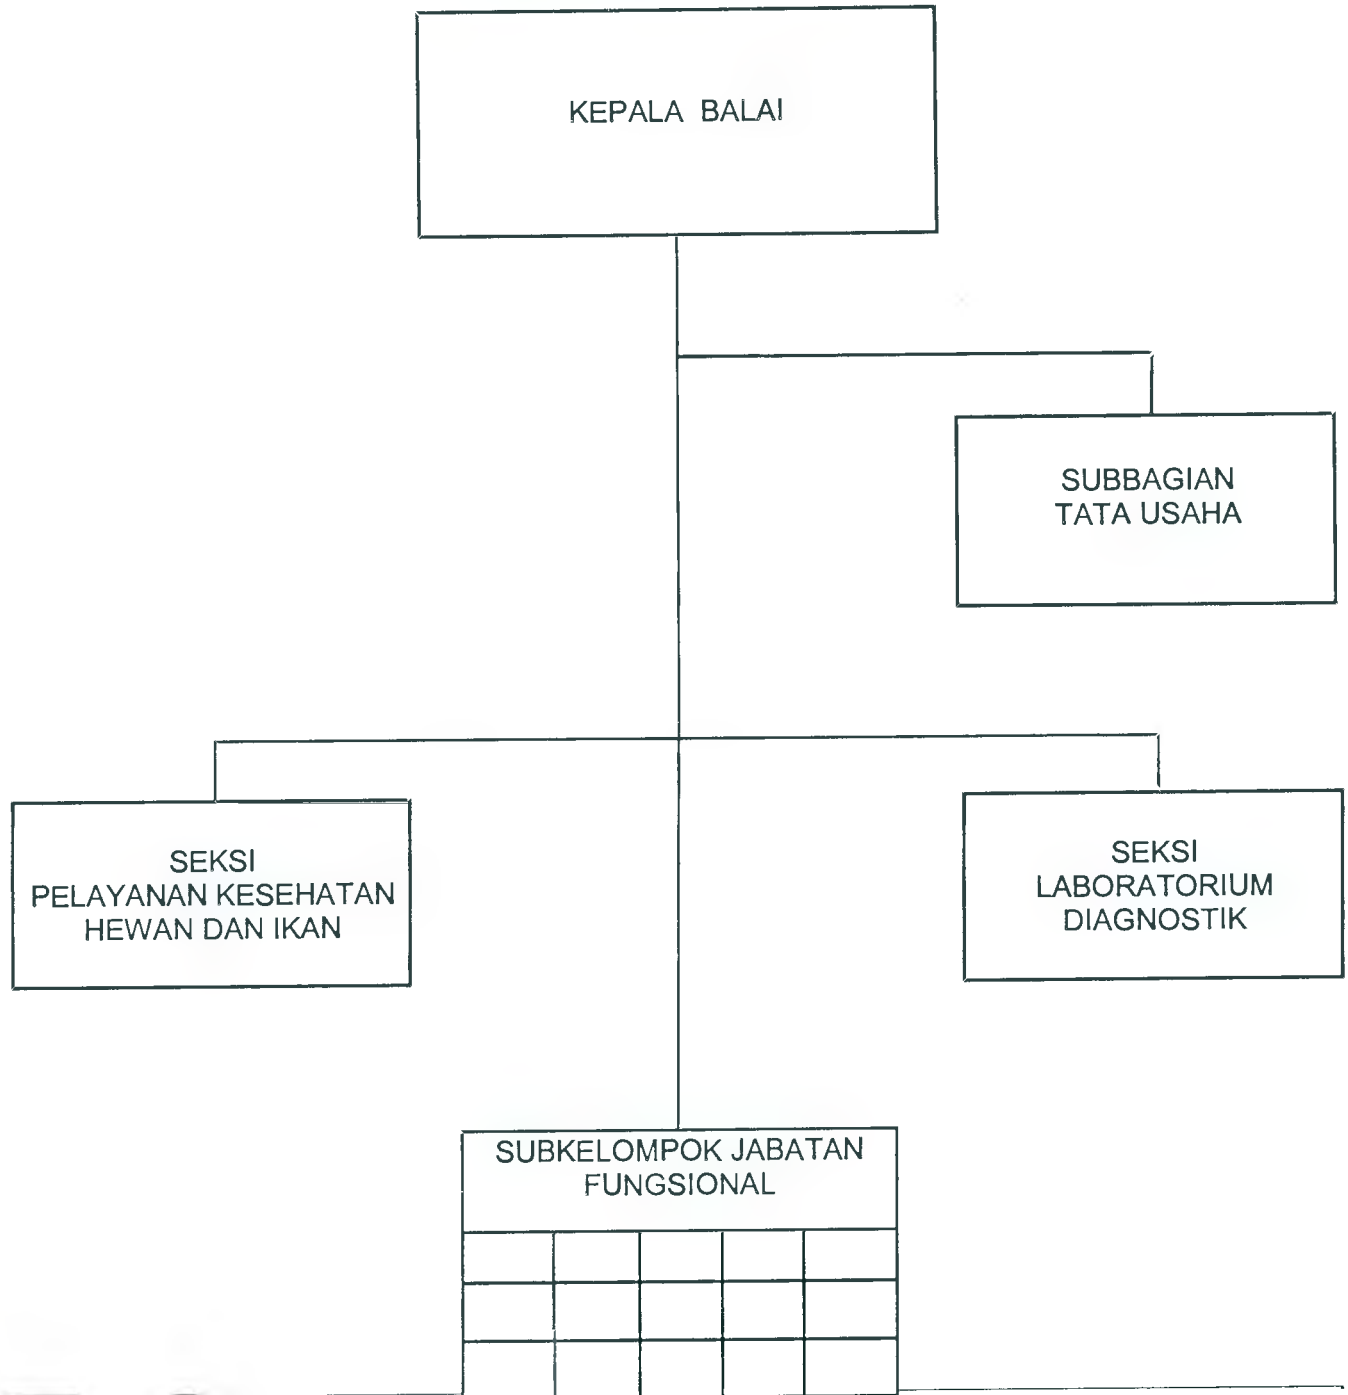 KEPALA BALAI
SUBBAGIAN
TATA USAHA
SEKSI
PELAYANAN KESEHATAN
HEWAN DAN IKAN
SEKSI
LABORATORIUM
DIAGNOSTIK
SUBKELOMPOK JABATAN
FUNGSIONAL